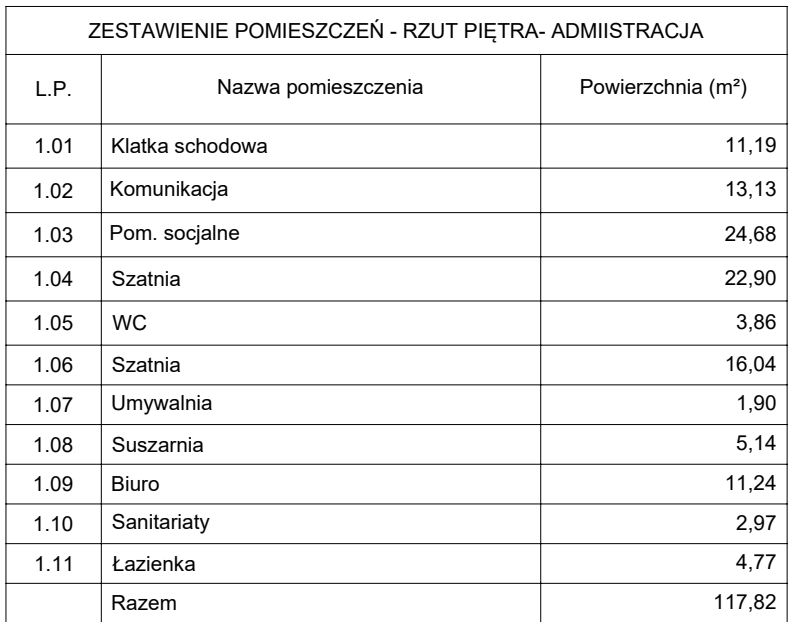 ZESTAWIENIE POMIESZCZEŃ - RZUT PIĘTRA- ADMIISTRACJA
L.P. Nazwa pomieszczenia Powierzchnia (m²)
1.01 Klatka schodowa 11,19
1.02 Komunikacja 13,13
1.03 Pom. socjalne 24,68
1.04 Szatnia 22,90
1.05 WC 3,86
1.06 Szatnia 16,04
1.07 Umywalnia 1,90
1.08 Suszarnia 5,14
1.09 Biuro 11,24
1.10 Sanitariaty 2,97
1.11 Łazienka 4,77
Razem 117,82